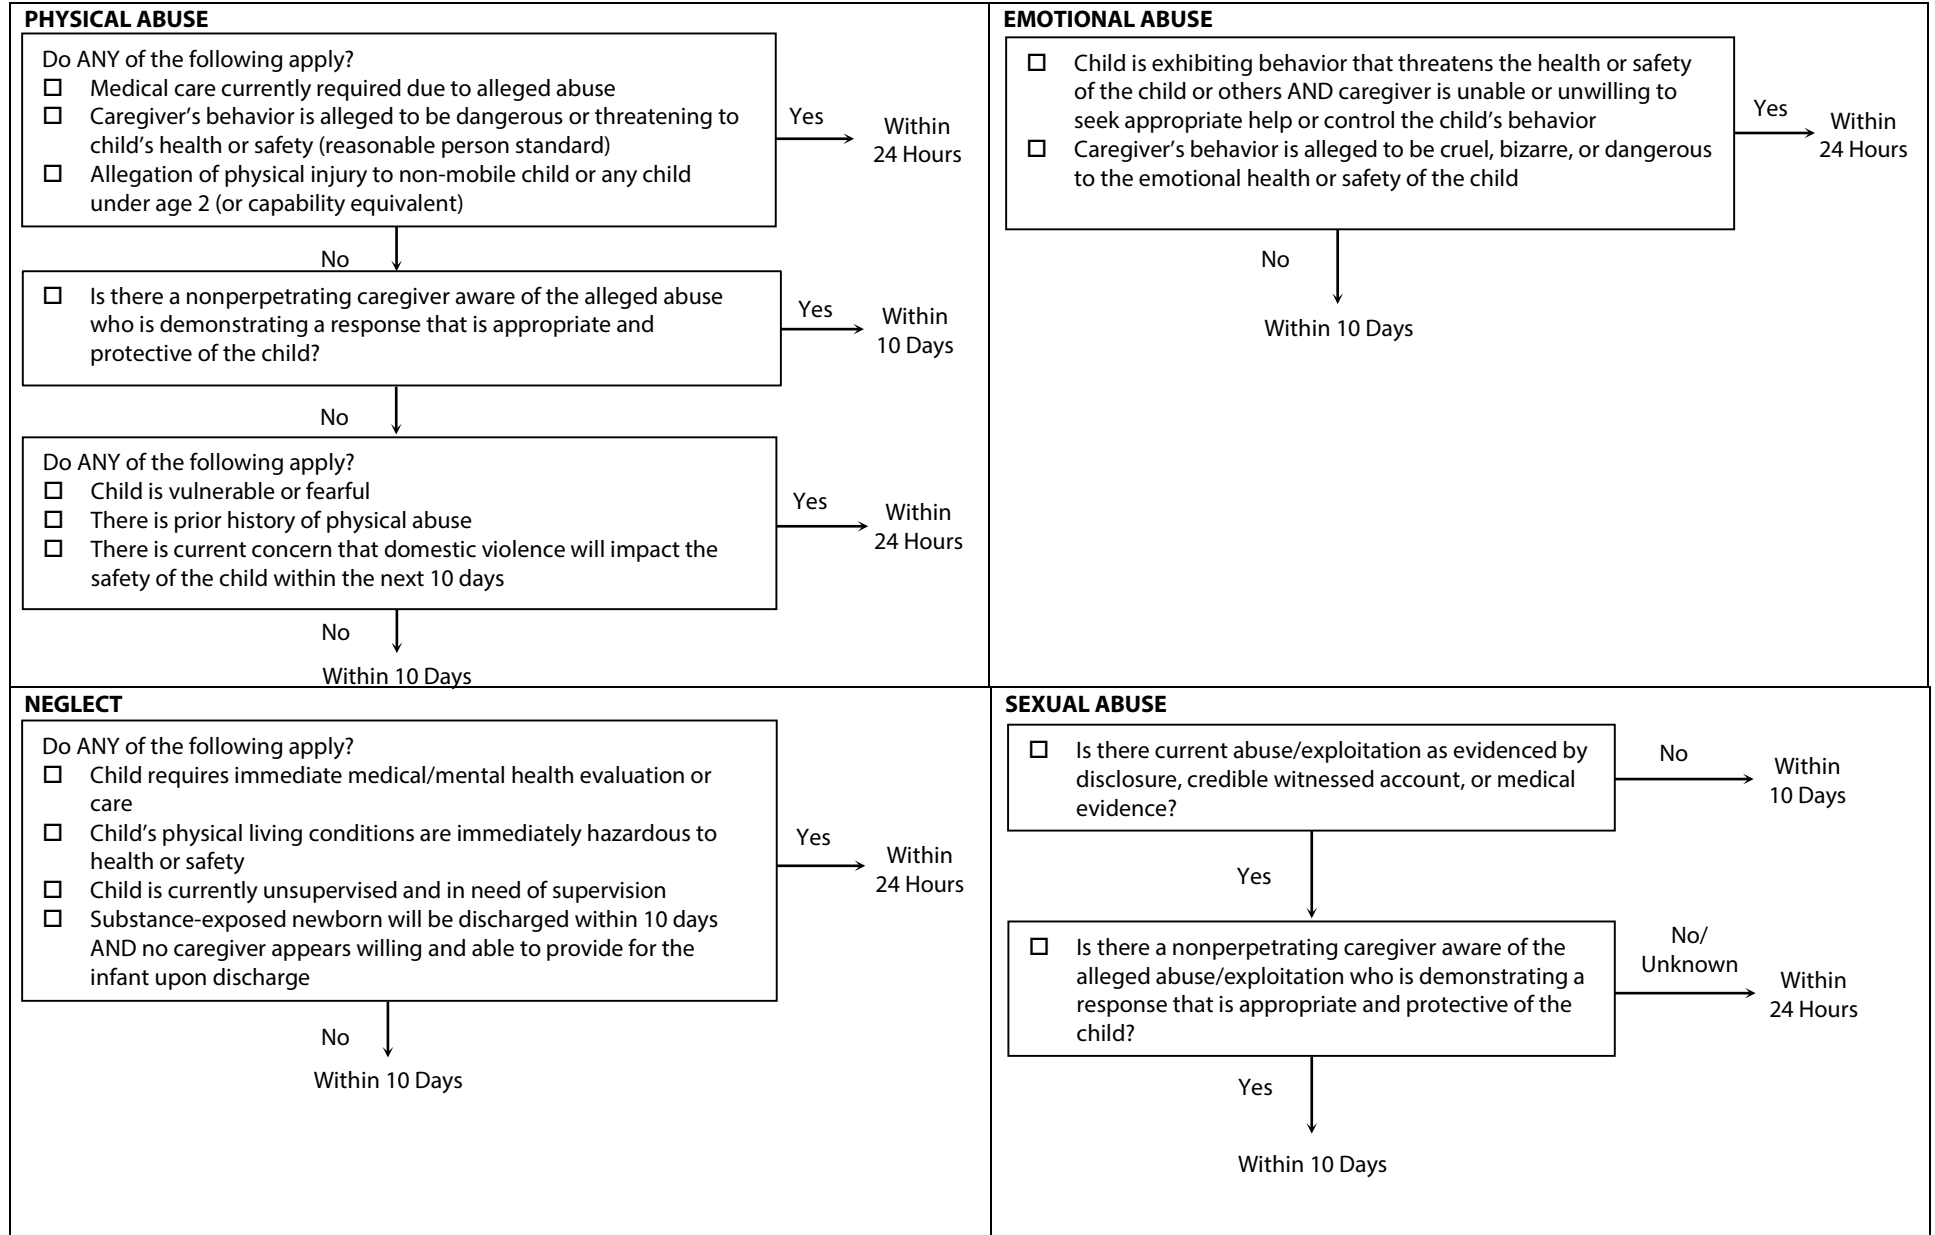 PHYSICAL ABUSE
Do ANY of the following apply?
☐ Medical care currently required due to alleged abuse
☐ Caregiver’s behavior is alleged to be dangerous or threatening to
child’s health or safety (reasonable person standard)
☐ Allegation of physical injury to non-mobile child or any child
under age 2 (or capability equivalent)
Yes
Within
24 Hours
No
☐ Is there a nonperpetrating caregiver aware of the alleged abuse
who is demonstrating a response that is appropriate and
protective of the child?
Yes
Within
10 Days
No
Do ANY of the following apply?
☐ Child is vulnerable or fearful
☐ There is prior history of physical abuse
☐ There is current concern that domestic violence will impact the
safety of the child within the next 10 days
Yes
Within
24 Hours
No
Within 10 Days
EMOTIONAL ABUSE
☐ Child is exhibiting behavior that threatens the health or safety
of the child or others AND caregiver is unable or unwilling to
seek appropriate help or control the child’s behavior
☐ Caregiver’s behavior is alleged to be cruel, bizarre, or dangerous
to the emotional health or safety of the child
Yes
Within
24 Hours
No
Within 10 Days
NEGLECT
Do ANY of the following apply?
☐ Child requires immediate medical/mental health evaluation or
care
☐ Child’s physical living conditions are immediately hazardous to
health or safety
☐ Child is currently unsupervised and in need of supervision
☐ Substance-exposed newborn will be discharged within 10 days
AND no caregiver appears willing and able to provide for the
infant upon discharge
Yes
Within
24 Hours
No
Within 10 Days
SEXUAL ABUSE
☐ Is there current abuse/exploitation as evidenced by
disclosure, credible witnessed account, or medical
evidence?
No
Within
10 Days
Yes
☐ Is there a nonperpetrating caregiver aware of the
alleged abuse/exploitation who is demonstrating a
response that is appropriate and protective of the
child?
No/
Unknown
Within
24 Hours
Yes
Within 10 Days